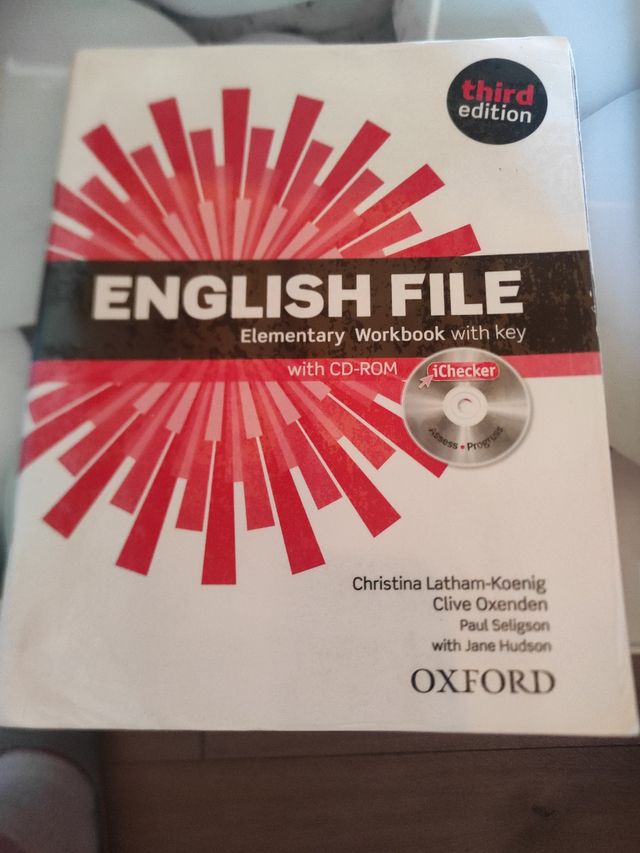 third
edition
ENGLISH FILE
Elementary Workbook with key
with CD-ROM
iChecker
Assess • Progress
Christina Latham-Koenig
Clive Oxenden
Paul Seligson
with Jane Hudson
OXFORD